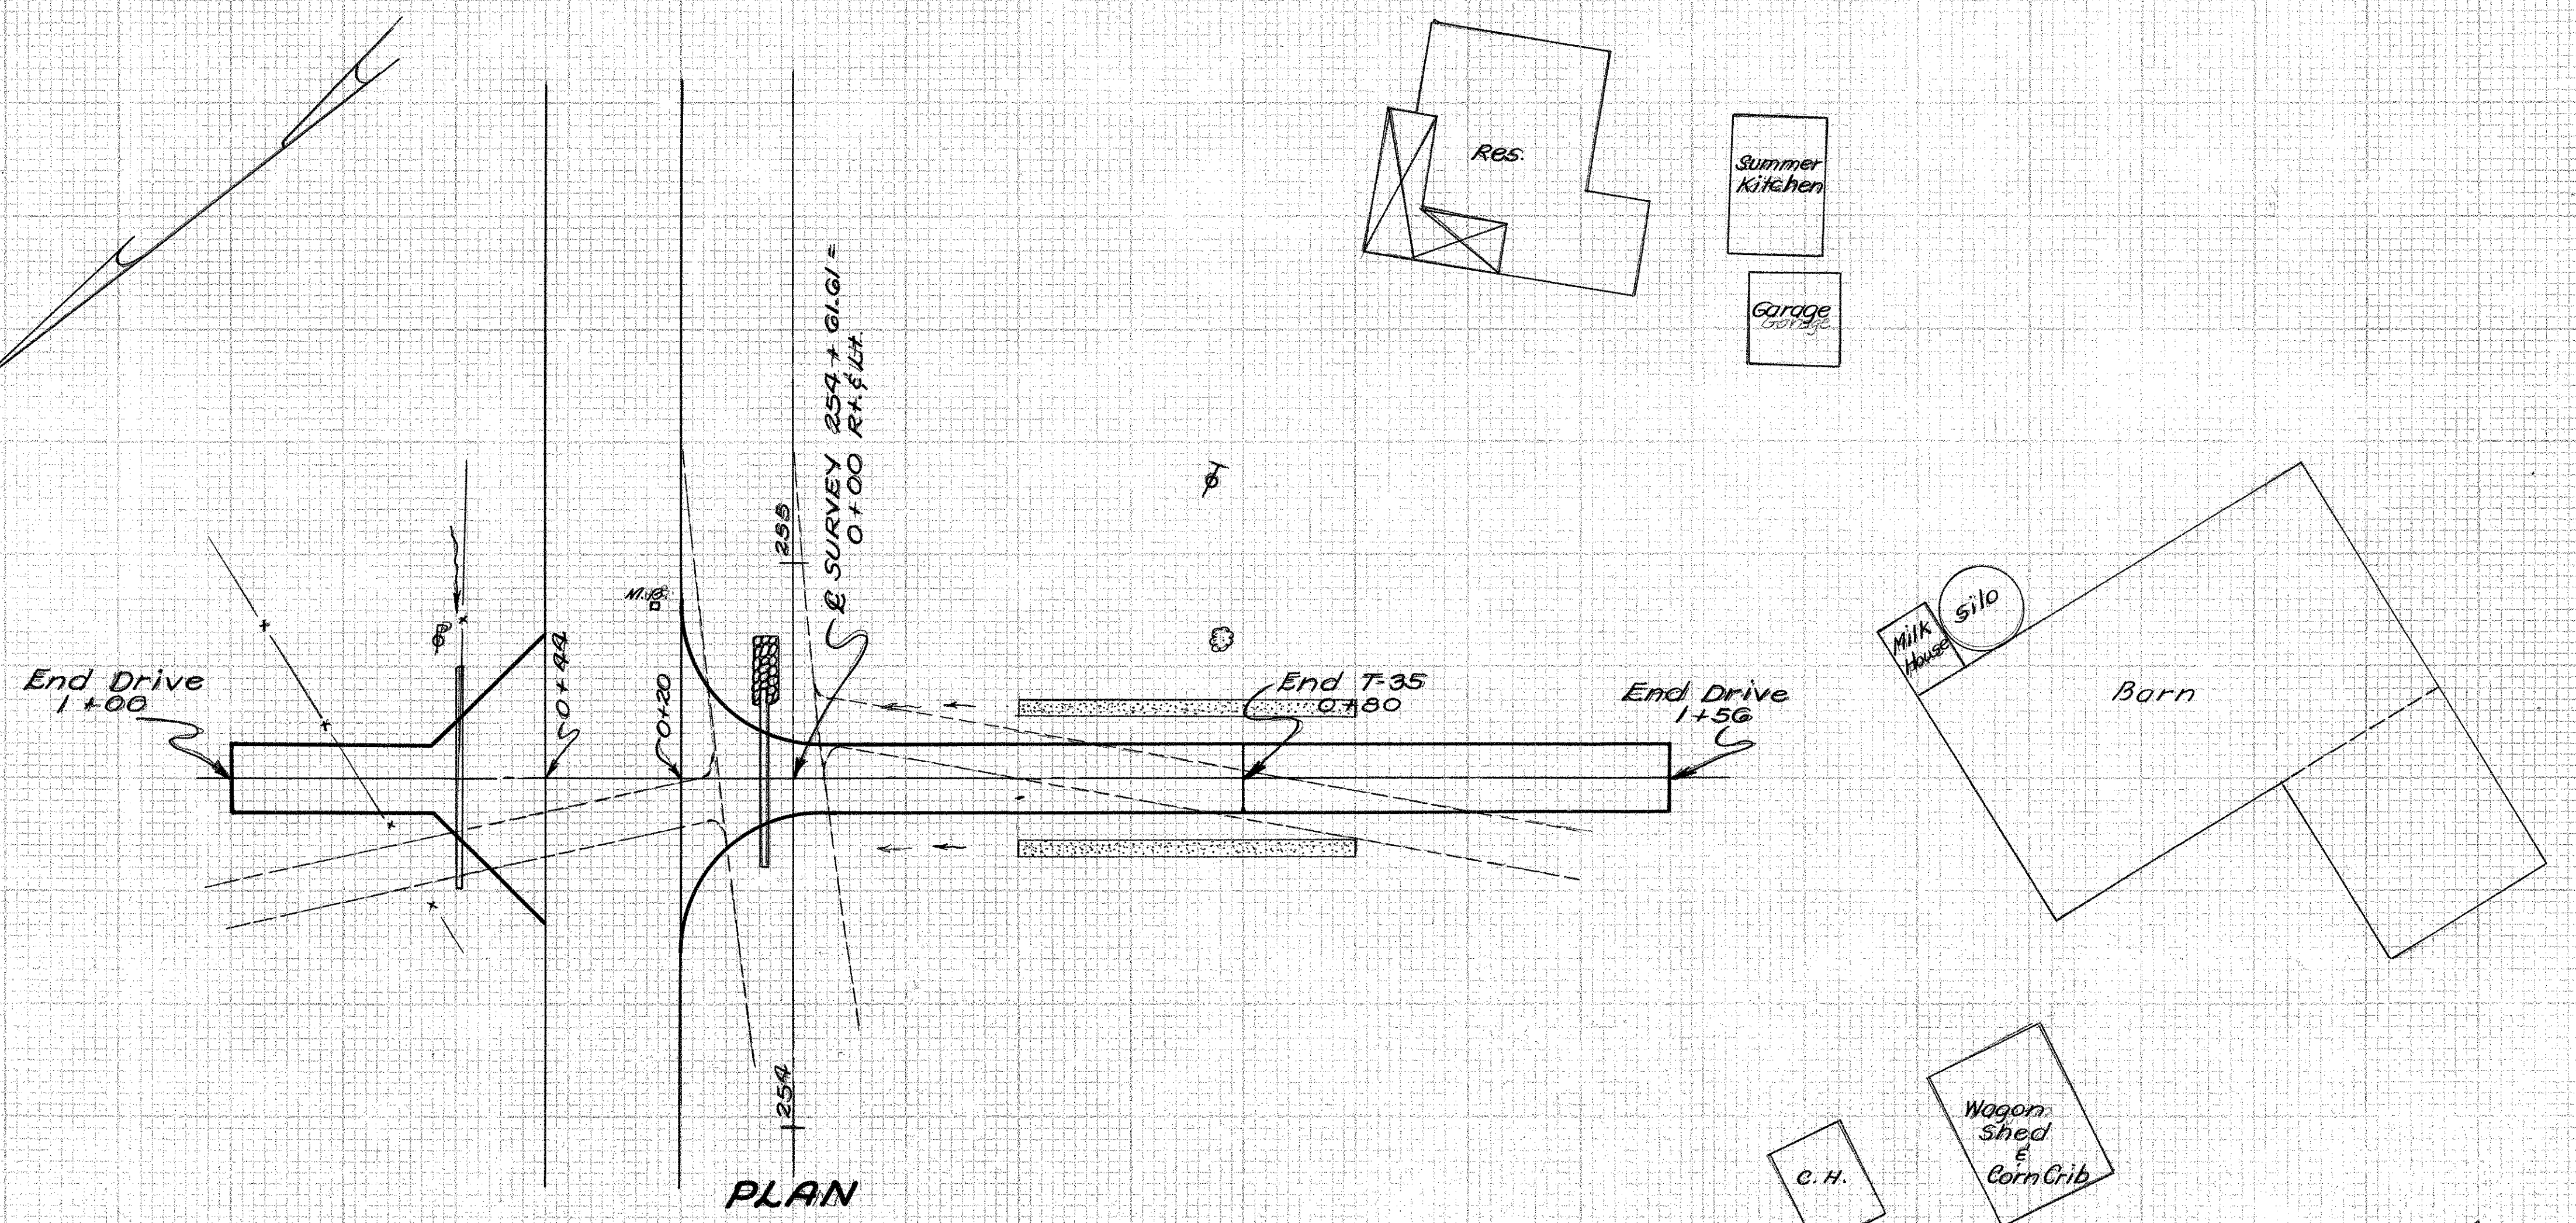 Res.
Summer
Kitchen
Garage
℄ SURVEY 254+61.61 =
0+00 Rt. & Lt.
255
M.B.
Silo
Milk
House
Barn
End Drive
1+00
0+44
0+20
End T-35
0+80
End Drive
1+56
254
Wagon
Shed
&
Corn Crib
C.H.
PLAN